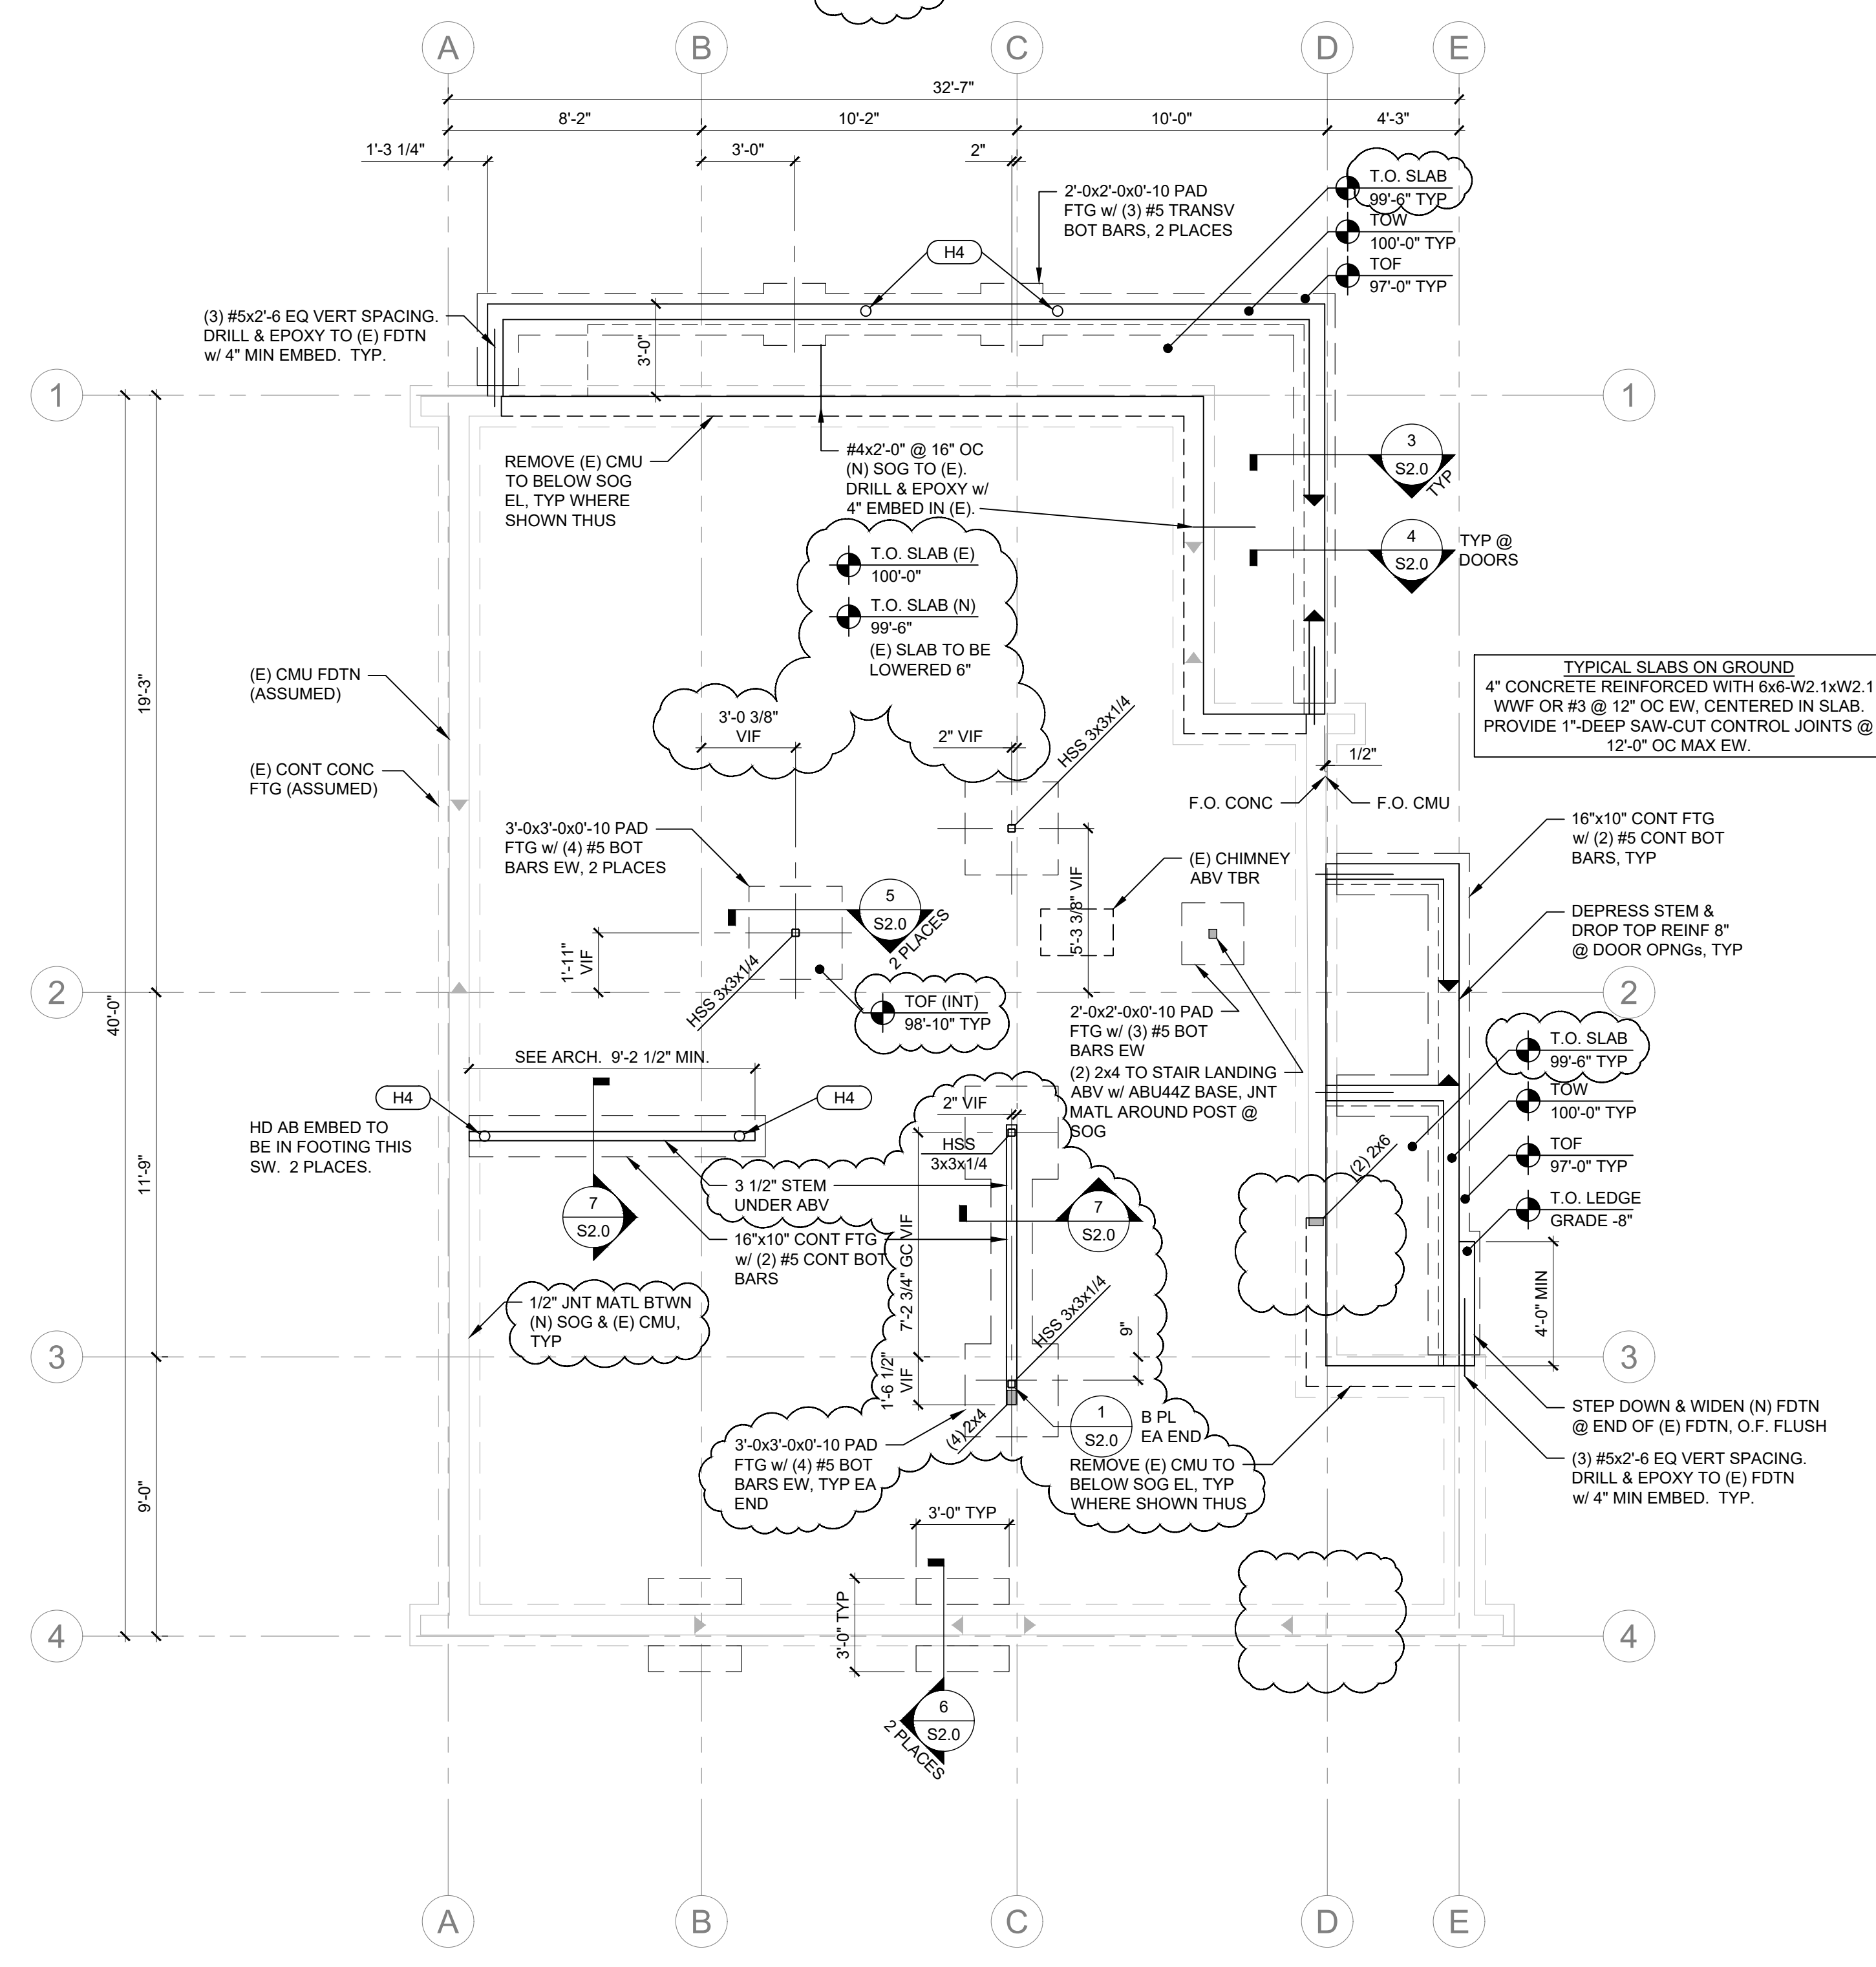 A
B
C
D
E
32'-7"
8'-2"
10'-2"
10'-0"
4'-3"
1'-3 1/4"
3'-0"
2"
2'-0x2'-0x0'-10 PAD
FTG w/ (3) #5 TRANSV
BOT BARS, 2 PLACES
T.O. SLAB
99'-6" TYP
TOW
100'-0" TYP
TOF
97'-0" TYP
H4
(3) #5x2'-6 EQ VERT SPACING.
DRILL & EPOXY TO (E) FDTN
w/ 4" MIN EMBED.  TYP.
3'-0"
1
1
REMOVE (E) CMU
TO BELOW SOG
EL, TYP WHERE
SHOWN THUS
#4x2'-0" @ 16" OC
(N) SOG TO (E).
DRILL & EPOXY w/
4" EMBED IN (E).
3
S2.0
TYP
4
S2.0
TYP @
DOORS
T.O. SLAB (E)
100'-0"
T.O. SLAB (N)
99'-6"
(E) SLAB TO BE
LOWERED 6"
(E) CMU FDTN
(ASSUMED)
19'-3"
TYPICAL SLABS ON GROUND
4" CONCRETE REINFORCED WITH 6x6-W2.1xW2.1
WWF OR #3 @ 12" OC EW, CENTERED IN SLAB.
PROVIDE 1"-DEEP SAW-CUT CONTROL JOINTS @
12'-0" OC MAX EW.
3'-0 3/8"
VIF
2" VIF
HSS 3x3x1/4
1/2"
(E) CONT CONC
FTG (ASSUMED)
F.O. CONC
F.O. CMU
3'-0x3'-0x0'-10 PAD
FTG w/ (4) #5 BOT
BARS EW, 2 PLACES
16"x10" CONT FTG
w/ (2) #5 CONT BOT
BARS, TYP
(E) CHIMNEY
ABV TBR
5'-3 3/8" VIF
5
S2.0
2 PLACES
DEPRESS STEM &
DROP TOP REINF 8"
@ DOOR OPNGs, TYP
1'-11"
VIF
HSS 3x3x1/4
2
2
40'-0"
TOF (INT)
98'-10" TYP
2'-0x2'-0x0'-10 PAD
FTG w/ (3) #5 BOT
BARS EW
(2) 2x4 TO STAIR LANDING
ABV w/ ABU44Z BASE, JNT
MATL AROUND POST @
SOG
T.O. SLAB
99'-6" TYP
TOW
100'-0" TYP
TOF
97'-0" TYP
T.O. LEDGE
GRADE -8"
SEE ARCH.  9'-2 1/2" MIN.
H4
H4
HD AB EMBED TO
BE IN FOOTING THIS
SW.  2 PLACES.
2" VIF
HSS
3x3x1/4
(2) 2x6
11'-9"
3 1/2" STEM
UNDER ABV
7
S2.0
7
S2.0
16"x10" CONT FTG
w/ (2) #5 CONT BOT
BARS
7'-2 3/4" GC VIF
1/2" JNT MATL BTWN
(N) SOG & (E) CMU,
TYP
HSS 3x3x1/4
9"
4'-0" MIN
3
3
1'-6 1/2"
VIF
(4) 2x4
1
S2.0
B PL
EA END
STEP DOWN & WIDEN (N) FDTN
@ END OF (E) FDTN, O.F. FLUSH
3'-0x3'-0x0'-10 PAD
FTG w/ (4) #5 BOT
BARS EW, TYP EA
END
REMOVE (E) CMU TO
BELOW SOG EL, TYP
WHERE SHOWN THUS
(3) #5x2'-6 EQ VERT SPACING.
DRILL & EPOXY TO (E) FDTN
w/ 4" MIN EMBED.  TYP.
9'-0"
3'-0" TYP
3'-0" TYP
4
4
6
S2.0
2 PLACES
A
B
C
D
E